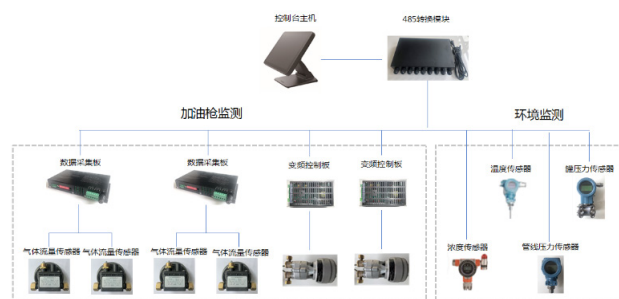 控制台主机
485转换模块
加油枪监测
环境监测
数据采集板
数据采集板
变频控制板
变频控制板
温度传感器
罐压力传感器
气体流量传感器
气体流量传感器
气体流量传感器
气体流量传感器
浓度传感器
管线压力传感器